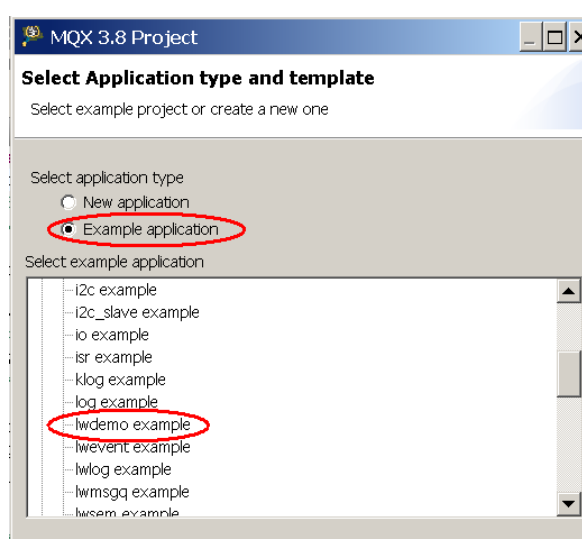 MQX 3.8 Project
Select Application type and template
Select example project or create a new one
Select application type
New application
Example application
Select example application
i2c example
i2c_slave example
io example
isr example
klog example
log example
lwdemo example
lwevent example
lwlog example
lwmsgq example
lwsem example